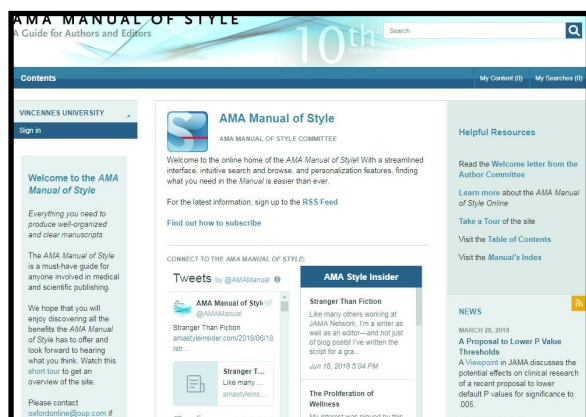 AMA MANUAL OF STYLE
A Guide for Authors and Editors
10th
EDITION
Search
Contents
My Content (0) My Searches (0)
VINCENNES UNIVERSITY
Sign in
Welcome to the AMA
Manual of Style
Everything you need to
produce well-organized
and clear manuscripts
The AMA Manual of Style
is a must-have guide for
anyone involved in medical
and scientific publishing.
We hope that you will
enjoy discovering all the
benefits the AMA Manual
of Style has to offer and
look forward to hearing
what you think. Watch this
short tour to get an
overview of the site.
Please contact
oxfordonline@oup.com if
AMA Manual of Style
AMA MANUAL OF STYLE COMMITTEE
Welcome to the online home of the AMA Manual of Style! With a streamlined
interface, intuitive search and browse, and personalization features, finding
what you need in the Manual is easier than ever.
For the latest information, sign up to the RSS Feed
Find out how to subscribe
CONNECT TO THE AMA MANUAL OF STYLE:
Tweets by @AMAManual
AMA Manual of Style
@AMAManual
Stranger Than Fiction
amastyleinsider.com/2018/06/18
/str…
Stranger T…
Like many …
amastyleins…
AMA Style Insider
Stranger Than Fiction
Like many others working at
JAMA Network, I'm a writer as
well as an editor—and not just
of blog posts! I've written the
script for a gra...
Jun 18, 2018 5:04 PM
The Proliferation of
Wellness
My interest was piqued by this
Helpful Resources
Read the Welcome letter from the
Author Committee
Learn more about the AMA Manual
of Style Online
Take a Tour of the site
Visit the Table of Contents
Visit the Manual's Index
NEWS
MARCH 28, 2018
A Proposal to Lower P Value
Thresholds
A Viewpoint in JAMA discusses the
potential effects on clinical research
of a recent proposal to lower
default P values for significance to
.005.